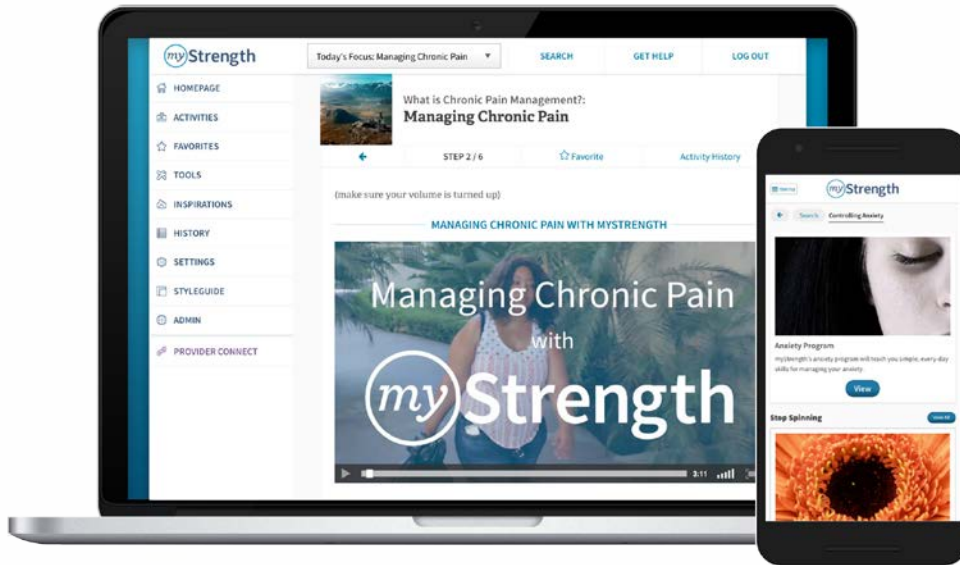 myStrength
Today's Focus: Managing Chronic Pain
SEARCH
GET HELP
LOG OUT
HOMEPAGE
ACTIVITIES
FAVORITES
TOOLS
INSPIRATIONS
HISTORY
SETTINGS
STYLEGUIDE
ADMIN
PROVIDER CONNECT
What is Chronic Pain Management?:
Managing Chronic Pain
STEP 2 / 6
Favorite
Activity History
(make sure your volume is turned up)
MANAGING CHRONIC PAIN WITH MYSTRENGTH
Managing Chronic Pain
with
myStrength
3:11
myStrength
Search
Controlling Anxiety
Anxiety Program
myStrength's anxiety program will teach you simple, every-day
skills for managing your anxiety.
View
Stop Spinning
View All